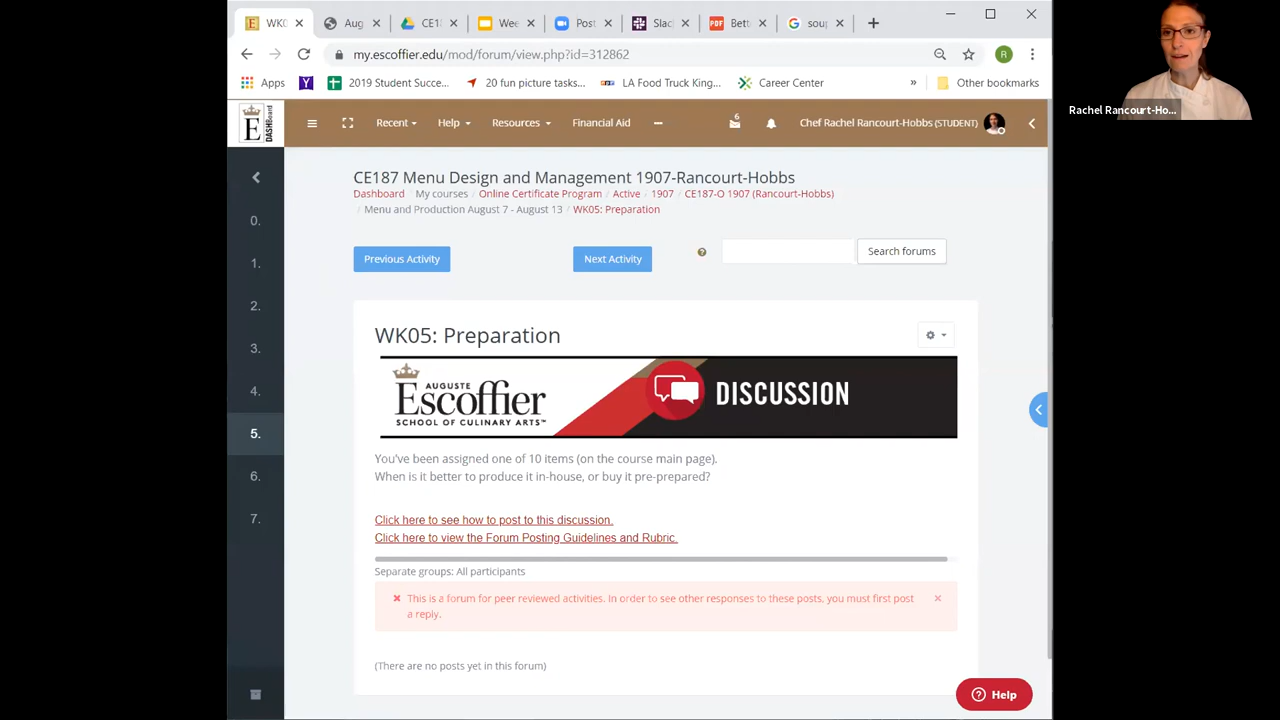 WK0
Aug
CE18
Wee
Post
Slac
PDF
Bett
soup
my.escoffier.edu/mod/forum/view.php?id=312862
R
Apps
2019 Student Succe...
20 fun picture tasks...
LA Food Truck King...
Career Center
»
Other bookmarks
E DASHBoard
Recent
Help
Resources
Financial Aid
6
Chef Rachel Rancourt-Hobbs (STUDENT)
Rachel Rancourt-Ho...
CE187 Menu Design and Management 1907-Rancourt-Hobbs
Dashboard / My courses / Online Certificate Program / Active / 1907 / CE187-O 1907 (Rancourt-Hobbs)
/ Menu and Production August 7 - August 13 / WK05: Preparation
0.
1.
2.
3.
4.
5.
6.
7.
Previous Activity
Next Activity
Search forums
WK05: Preparation
AUGUSTE
Escoffier
SCHOOL OF CULINARY ARTS™
DISCUSSION
You've been assigned one of 10 items (on the course main page).
When is it better to produce it in-house, or buy it pre-prepared?
Click here to see how to post to this discussion.
Click here to view the Forum Posting Guidelines and Rubric.
Separate groups: All participants
This is a forum for peer reviewed activities. In order to see other responses to these posts, you must first post
a reply.
(There are no posts yet in this forum)
Help